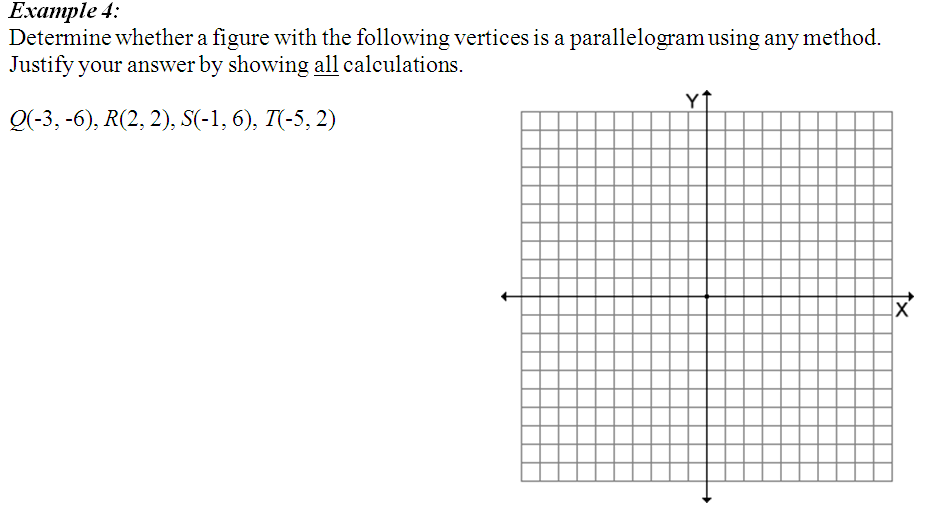 Example 4:
Determine whether a figure with the following vertices is a parallelogram using any method.
Justify your answer by showing all calculations.
Q(-3, -6), R(2, 2), S(-1, 6), T(-5, 2)
Y
X